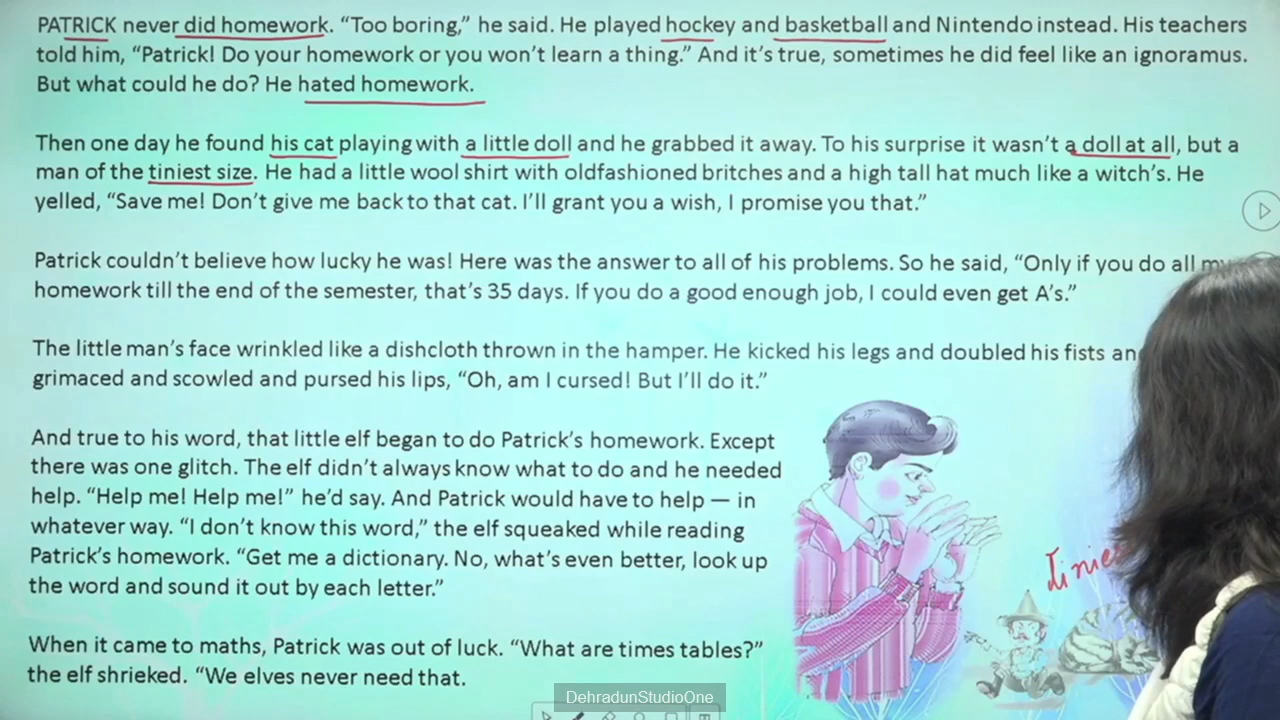 PATRICK never did homework. “Too boring,” he said. He played hockey and basketball and Nintendo instead. His teachers
told him, “Patrick! Do your homework or you won’t learn a thing.” And it’s true, sometimes he did feel like an ignoramus.
But what could he do? He hated homework.
Then one day he found his cat playing with a little doll and he grabbed it away. To his surprise it wasn’t a doll at all, but a
man of the tiniest size. He had a little wool shirt with oldfashioned britches and a high tall hat much like a witch’s. He
yelled, “Save me! Don’t give me back to that cat. I’ll grant you a wish, I promise you that.”
Patrick couldn’t believe how lucky he was! Here was the answer to all of his problems. So he said, “Only if you do all my
homework till the end of the semester, that’s 35 days. If you do a good enough job, I could even get A’s.”
The little man’s face wrinkled like a dishcloth thrown in the hamper. He kicked his legs and doubled his fists
grimaced and scowled and pursed his lips, “Oh, am I cursed! But I’ll do it.”
And true to his word, that little elf began to do Patrick’s homework. Except
there was one glitch. The elf didn’t always know what to do and he needed
help. “Help me! Help me!” he’d say. And Patrick would have to help — in
whatever way. “I don’t know this word,” the elf squeaked while reading
Patrick’s homework. “Get me a dictionary. No, what’s even better, look up
the word and sound it out by each letter.”
When it came to maths, Patrick was out of luck. “What are times tables?”
the elf shrieked. “We elves never need that.
DehradunStudioOne